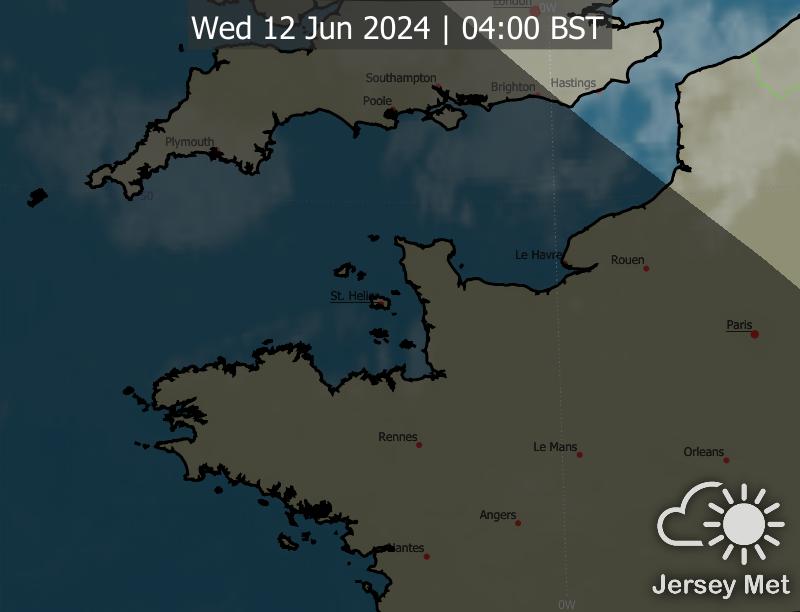 London
0W
Wed 12 Jun 2024 | 04:00 BST
Southampton
Brighton
Hastings
Poole
Plymouth
50
Le Havre
Rouen
St. Helier
Paris
Rennes
Le Mans
Orleans
Angers
Nantes
Jersey Met
0W